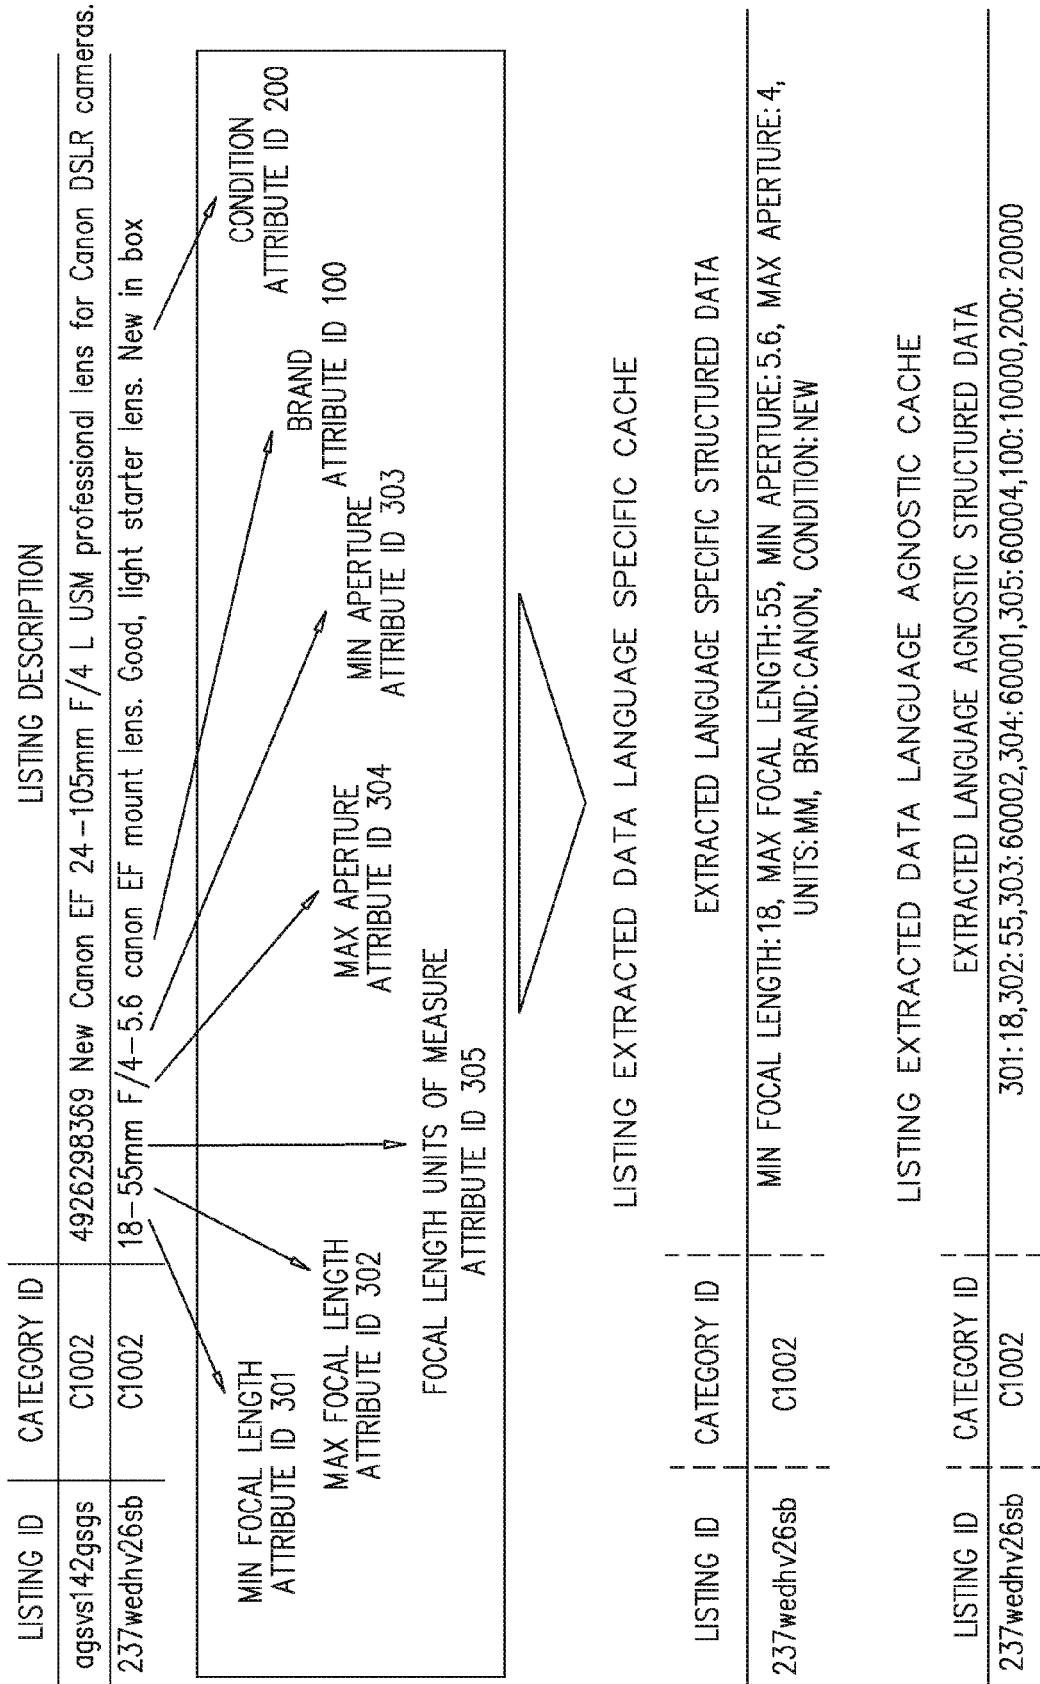 LISTING ID CATEGORY ID LISTING DESCRIPTION
agsvs142gsgs C1002 4926298369 New Canon EF 24-105mm F/4 L USM professional lens for Canon DSLR cameras.
237wedhv26sb C1002 18-55mm F/4-5.6 canon EF mount lens. Good, light starter lens. New in box
MIN FOCAL LENGTH
ATTRIBUTE ID 301
MAX FOCAL LENGTH
ATTRIBUTE ID 302
FOCAL LENGTH UNITS OF MEASURE
ATTRIBUTE ID 305
MAX APERTURE
ATTRIBUTE ID 304
MIN APERTURE
ATTRIBUTE ID 303
BRAND
ATTRIBUTE ID 100
CONDITION
ATTRIBUTE ID 200
LISTING EXTRACTED DATA LANGUAGE SPECIFIC CACHE
LISTING ID CATEGORY ID EXTRACTED LANGUAGE SPECIFIC STRUCTURED DATA
237wedhv26sb C1002 MIN FOCAL LENGTH:18, MAX FOCAL LENGTH:55, MIN APERTURE:5.6, MAX APERTURE:4,
UNITS:MM, BRAND:CANON, CONDITION:NEW
LISTING EXTRACTED DATA LANGUAGE AGNOSTIC CACHE
LISTING ID CATEGORY ID EXTRACTED LANGUAGE AGNOSTIC STRUCTURED DATA
237wedhv26sb C1002 301:18,302:55,303:60002,304:60001,305:60004,100:10000,200:20000